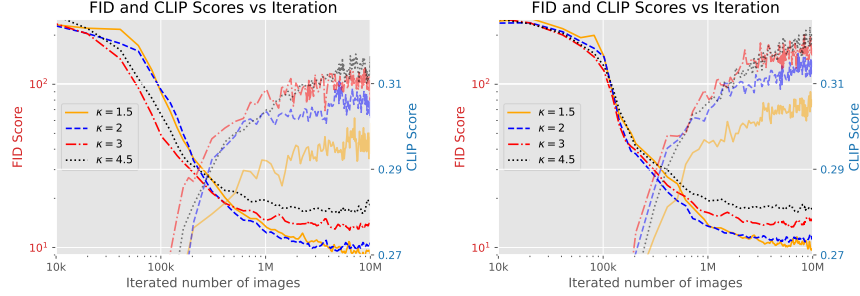 FID and CLIP Scores vs Iteration
FID Score
10²
10¹
κ = 1.5
κ = 2
κ = 3
κ = 4.5
0.31
0.29
0.27
CLIP Score
10k
100k
1M
10M
Iterated number of images
FID and CLIP Scores vs Iteration
FID Score
10²
10¹
κ = 1.5
κ = 2
κ = 3
κ = 4.5
0.31
0.29
0.27
CLIP Score
10k
100k
1M
10M
Iterated number of images